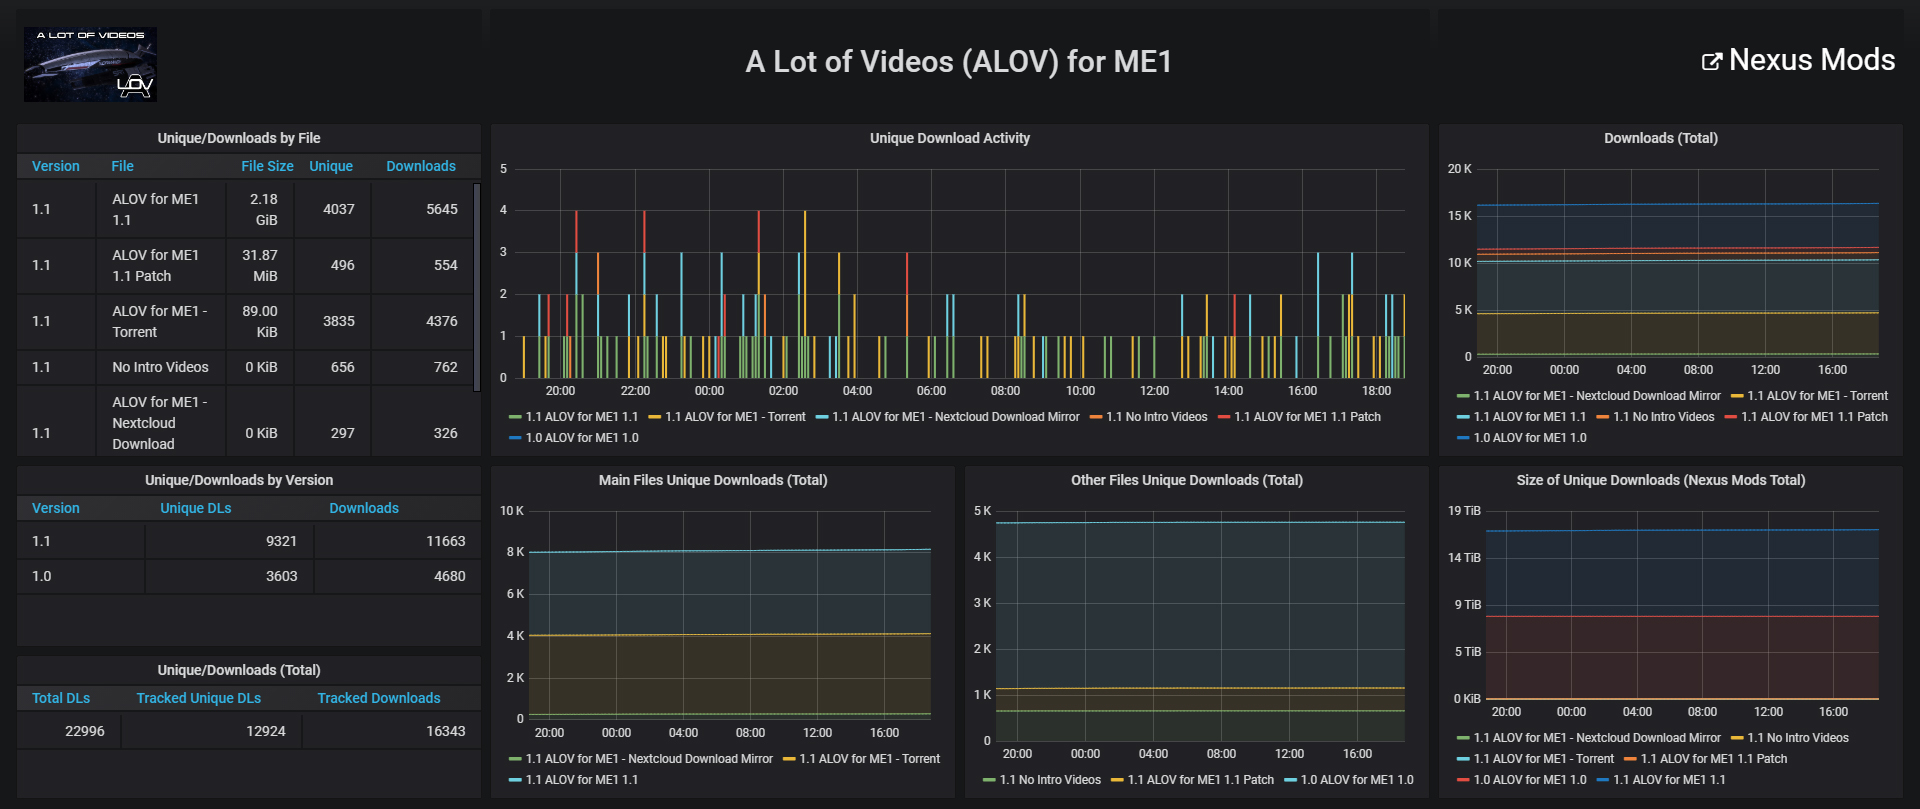 A LOT OF VIDEOS
A Lot of Videos (ALOV) for ME1
Nexus Mods
Unique/Downloads by File
Version File File Size Unique Downloads
1.1 ALOV for ME1 1.1 2.18 GiB 4037 5645
1.1 ALOV for ME1 1.1 Patch 31.87 MiB 496 554
1.1 ALOV for ME1 - Torrent 89.00 KiB 3835 4376
1.1 No Intro Videos 0 KiB 656 762
1.1 ALOV for ME1 - Nextcloud Download 0 KiB 297 326
Unique/Downloads by Version
Version Unique DLs Downloads
1.1 9321 11663
1.0 3603 4680
Unique/Downloads (Total)
Total DLs Tracked Unique DLs Tracked Downloads
22996 12924 16343
Unique Download Activity
5
4
3
2
1
0
20:00 22:00 00:00 02:00 04:00 06:00 08:00 10:00 12:00 14:00 16:00 18:00
1.1 ALOV for ME1 1.1 1.1 ALOV for ME1 - Torrent 1.1 ALOV for ME1 - Nextcloud Download Mirror 1.1 No Intro Videos 1.1 ALOV for ME1 1.1 Patch
1.0 ALOV for ME1 1.0
Downloads (Total)
20 K
15 K
10 K
5 K
0
20:00 00:00 04:00 08:00 12:00 16:00
1.1 ALOV for ME1 - Nextcloud Download Mirror 1.1 ALOV for ME1 - Torrent
1.1 ALOV for ME1 1.1 1.1 No Intro Videos 1.1 ALOV for ME1 1.1 Patch
1.0 ALOV for ME1 1.0
Main Files Unique Downloads (Total)
10 K
8 K
6 K
4 K
2 K
0
20:00 00:00 04:00 08:00 12:00 16:00
1.1 ALOV for ME1 - Nextcloud Download Mirror 1.1 ALOV for ME1 - Torrent
1.1 ALOV for ME1 1.1
Other Files Unique Downloads (Total)
5 K
4 K
3 K
2 K
1 K
0
20:00 00:00 04:00 08:00 12:00 16:00
1.1 No Intro Videos 1.1 ALOV for ME1 1.1 Patch 1.0 ALOV for ME1 1.0
Size of Unique Downloads (Nexus Mods Total)
19 TiB
14 TiB
9 TiB
5 TiB
0 KiB
20:00 00:00 04:00 08:00 12:00 16:00
1.1 ALOV for ME1 - Nextcloud Download Mirror 1.1 No Intro Videos
1.1 ALOV for ME1 - Torrent 1.1 ALOV for ME1 1.1 Patch
1.0 ALOV for ME1 1.0 1.1 ALOV for ME1 1.1